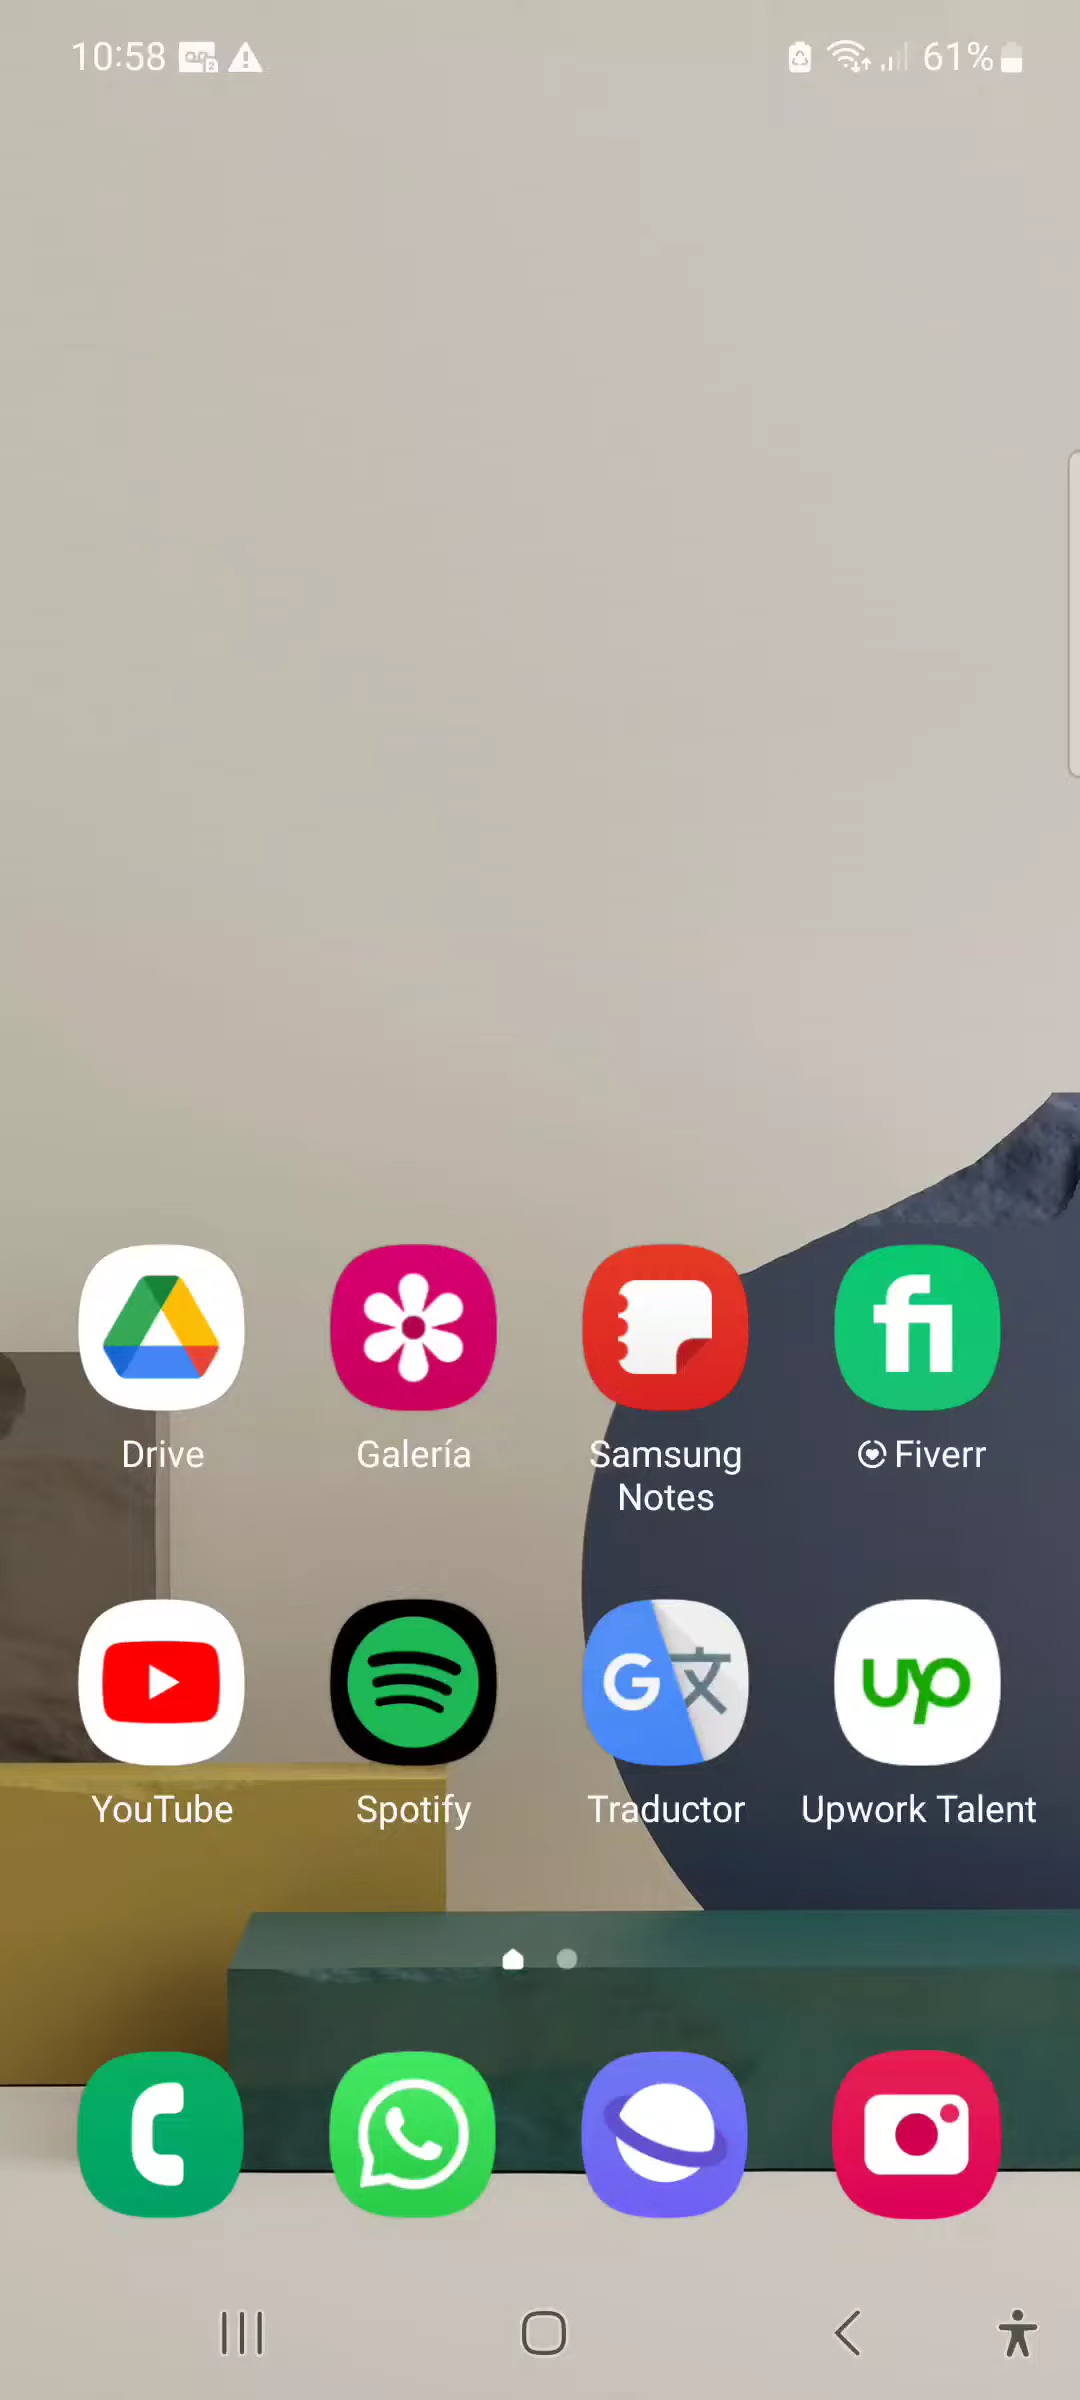 10:58
61%
Drive
Galería
Samsung
Notes
Fiverr
YouTube
Spotify
Traductor
Upwork Talent